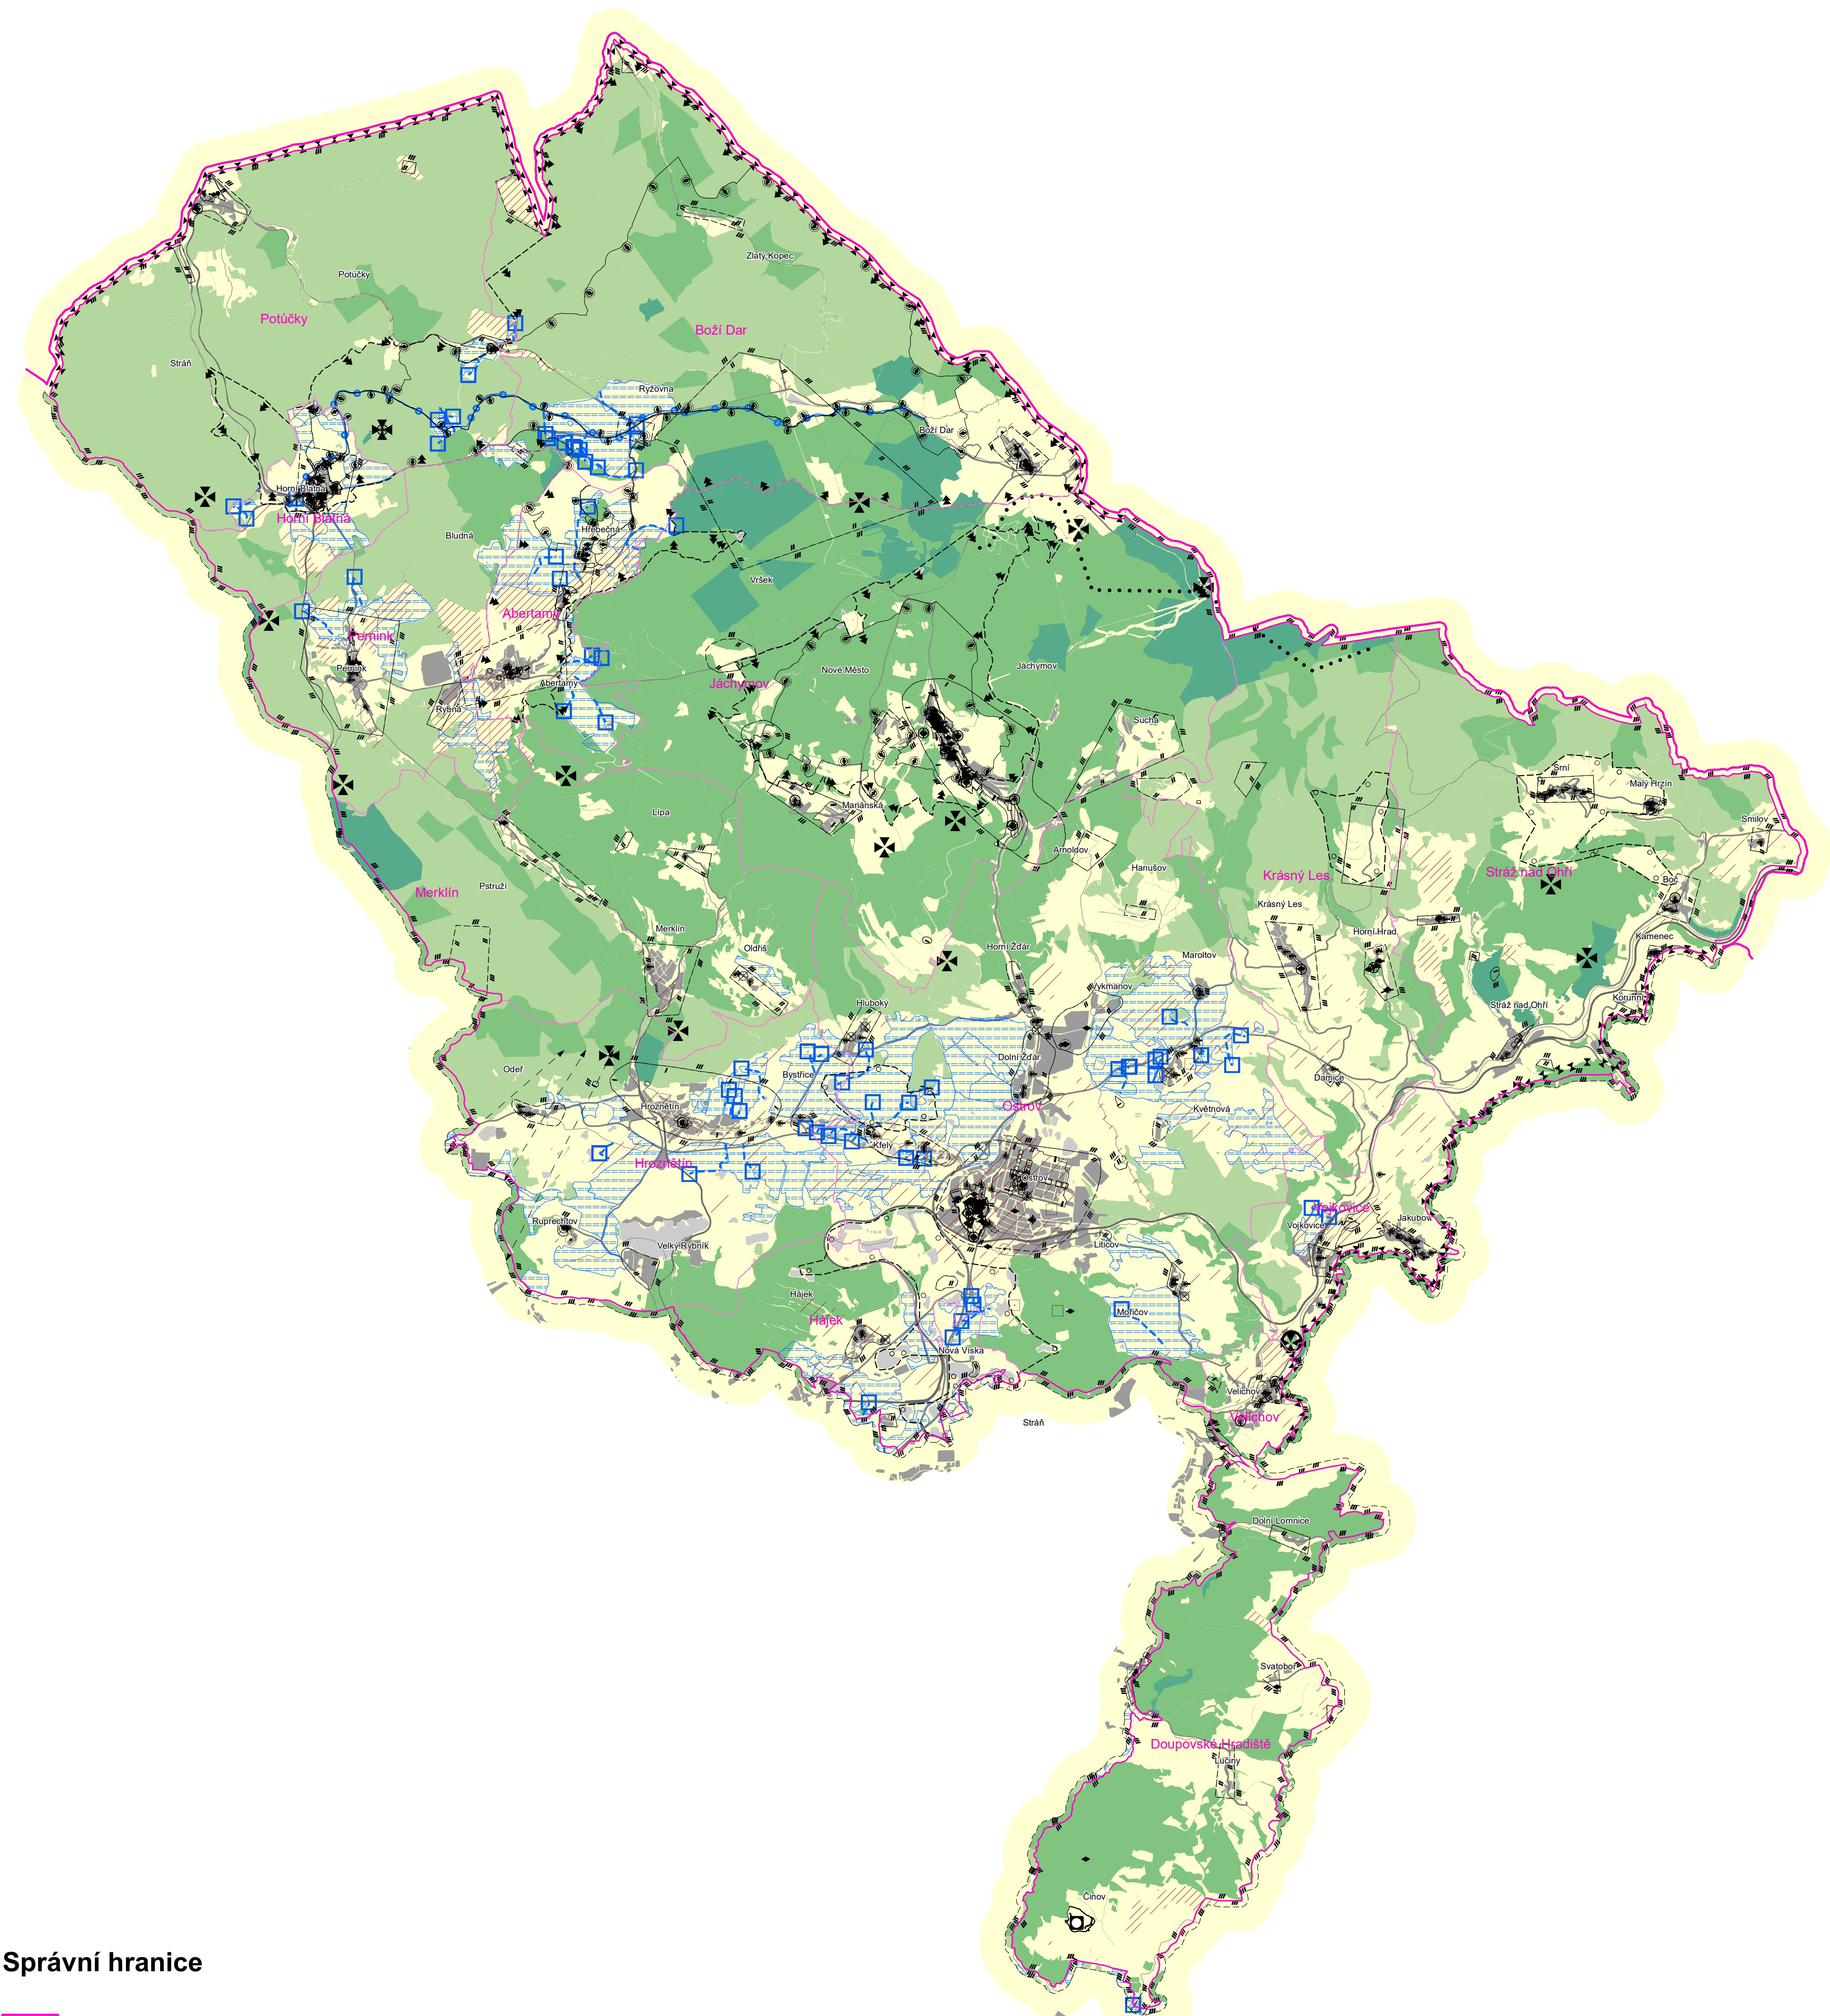 Zlatý Kopec
Potůčky
Potůčky
Boží Dar
Stráň
Ryžovna
Boží Dar
Horní Blatná
Horní Blatná
Hřebečná
Bludná
Vršek
Abertamy
Pernink
Pernink
Jáchymov
Nové Město
Abertamy
Jáchymov
Rybná
Suchá
Srní
Malý Hrzín
Mariánská
Lípa
Smilov
Arnoldov
Hanušov
Krásný Les
Stráž nad Ohří
Boč
Pstruží
Merklín
Krásný Les
Merklín
Horní Hrad
Kamenec
Oldřiš
Horní Žďár
Maroltov
Vykmanov
Korunní
Hluboký
Stráž nad Ohří
Dolní Žďár
Odeř
Bystřice
Damice
Hroznětín
Ostrov
Květnová
Kfely
Hroznětín
Ostrov
Vojkovice
Ruprechtov
Vojkovice
Jakubov
Velký Rybník
Liticov
Hájek
Mořičov
Hájek
Nová Víska
Velichov
Velichov
Stráň
Dolní Lomnice
Svatobor
Doupovské Hradiště
Lučiny
Činov
Správní hranice